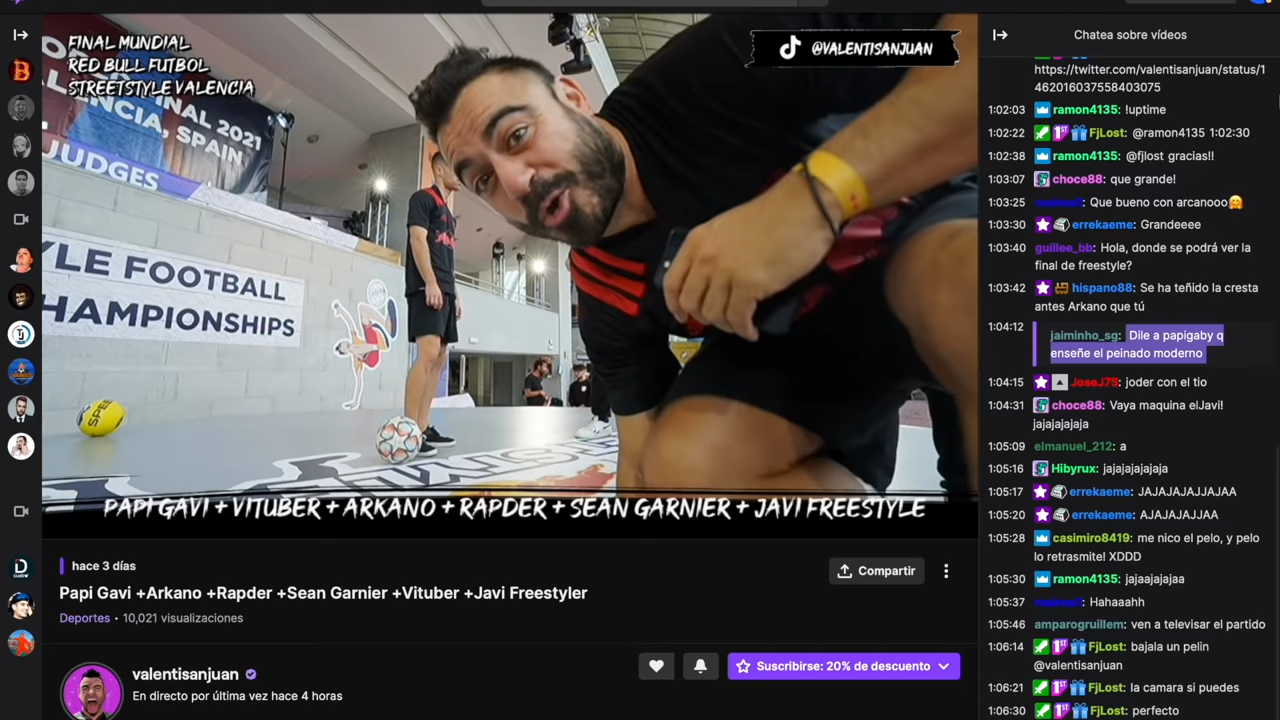 FINAL MUNDIAL
RED BULL FUTBOL
STREETSTYLE VALENCIA
@VALENTISANJUAN
FINAL 2021
ENCIA, SPAIN
JUDGES
YLE FOOTBALL
HAMPIONSHIPS
SPEE
PAPI GAVI + VITUBER + ARKANO + RAPDER + SEAN GARNIER + JAVI FREESTYLE
hace 3 días
Compartir
Papi Gavi +Arkano +Rapder +Sean Garnier +Vituber +Javi Freestyler
Deportes • 10,021 visualizaciones
valentisanjuan
En directo por última vez hace 4 horas
Suscribirse: 20% de descuento
Chatea sobre vídeos
https://twitter.com/valentisanjuan/status/1
462016037558403075
1:02:03 ramon4135: !uptime
1:02:22 FjLost: @ramon4135 1:02:30
1:02:38 ramon4135: @fjlost gracias!!
1:03:07 choce88: que grande!
1:03:25 Que bueno con arcanooo
1:03:30 errekaeme: Grandeeee
1:03:40 guillee_bb: Hola, donde se podrá ver la
final de freestyle?
1:03:42 hispano88: Se ha teñido la cresta
antes Arkano que tú
1:04:12 jaiminho_sg: Dile a papigaby q
enseñe el peinado moderno
1:04:15 JoseJ7S: joder con el tio
1:04:31 choce88: Vaya maquina elJavi!
jajajajaja
1:05:09 elmanuel_212: a
1:05:16 Hibyrux: jajajajajaja
1:05:17 errekaeme: JAJAJAJAJJAJAA
1:05:20 errekaeme: AJAJAJAJJAA
1:05:28 casimiro8419: me nico el pelo, y pelo
lo retrasmite! XDDD
1:05:30 ramon4135: jajaajajajaa
1:05:37 Hahaaahh
1:05:46 amparogruillem: ven a televisar el partido
1:06:14 FjLost: bajala un pelin
@valentisanjuan
1:06:21 FjLost: la camara si puedes
1:06:30 FjLost: perfecto